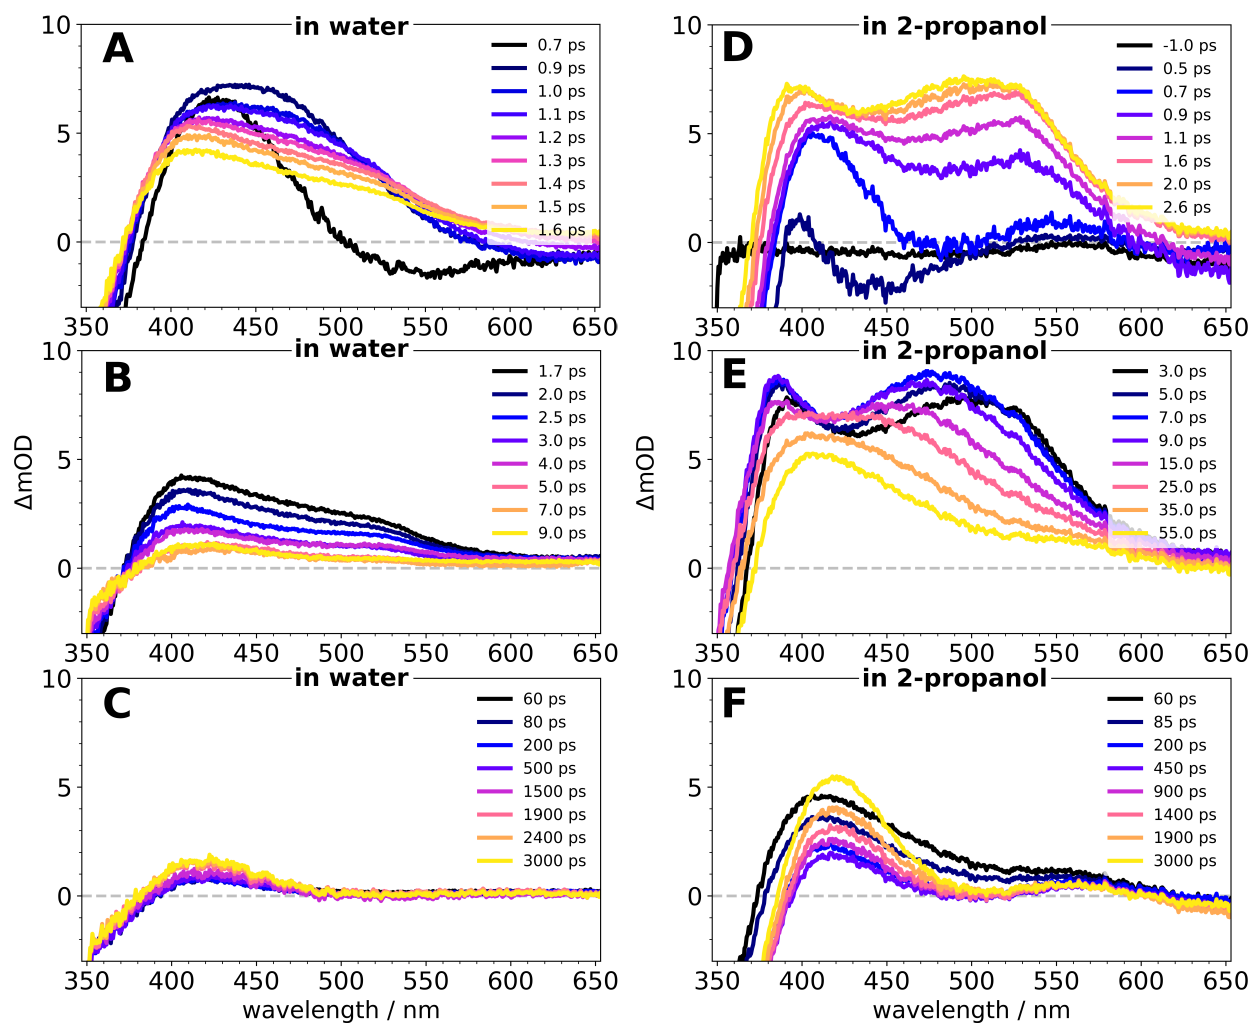 in water
A
10
5
0
350 400 450 500 550 600 650
0.7 ps
0.9 ps
1.0 ps
1.1 ps
1.2 ps
1.3 ps
1.4 ps
1.5 ps
1.6 ps
in 2-propanol
D
10
5
0
350 400 450 500 550 600 650
-1.0 ps
0.5 ps
0.7 ps
0.9 ps
1.1 ps
1.6 ps
2.0 ps
2.6 ps
in water
B
ΔmOD
10
5
0
350 400 450 500 550 600 650
1.7 ps
2.0 ps
2.5 ps
3.0 ps
4.0 ps
5.0 ps
7.0 ps
9.0 ps
in 2-propanol
E
ΔmOD
10
5
0
350 400 450 500 550 600 650
3.0 ps
5.0 ps
7.0 ps
9.0 ps
15.0 ps
25.0 ps
35.0 ps
55.0 ps
in water
C
10
5
0
350 400 450 500 550 600 650
wavelength / nm
60 ps
80 ps
200 ps
500 ps
1500 ps
1900 ps
2400 ps
3000 ps
in 2-propanol
F
10
5
0
350 400 450 500 550 600 650
wavelength / nm
60 ps
85 ps
200 ps
450 ps
900 ps
1400 ps
1900 ps
3000 ps